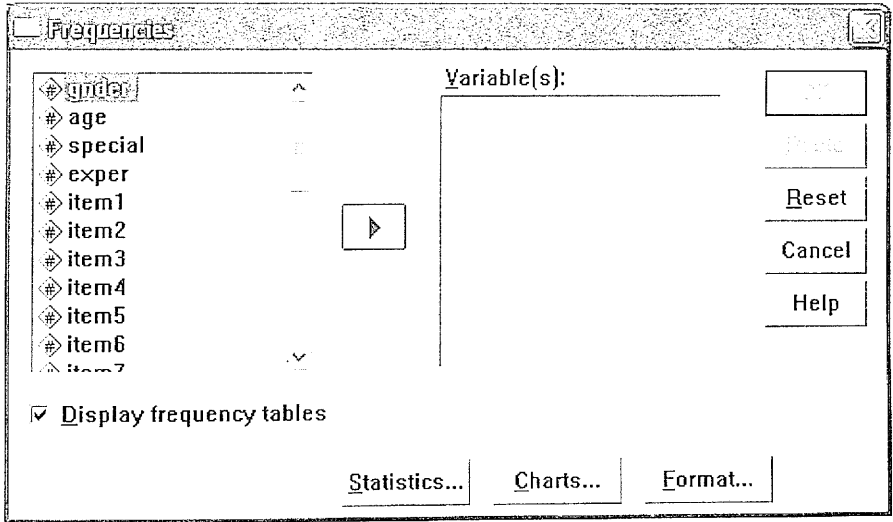 Frequencies
gnder
age
special
exper
item1
item2
item3
item4
item5
item6
item7
Variable(s):
Reset
Cancel
Help
Display frequency tables
Statistics...
Charts...
Format...